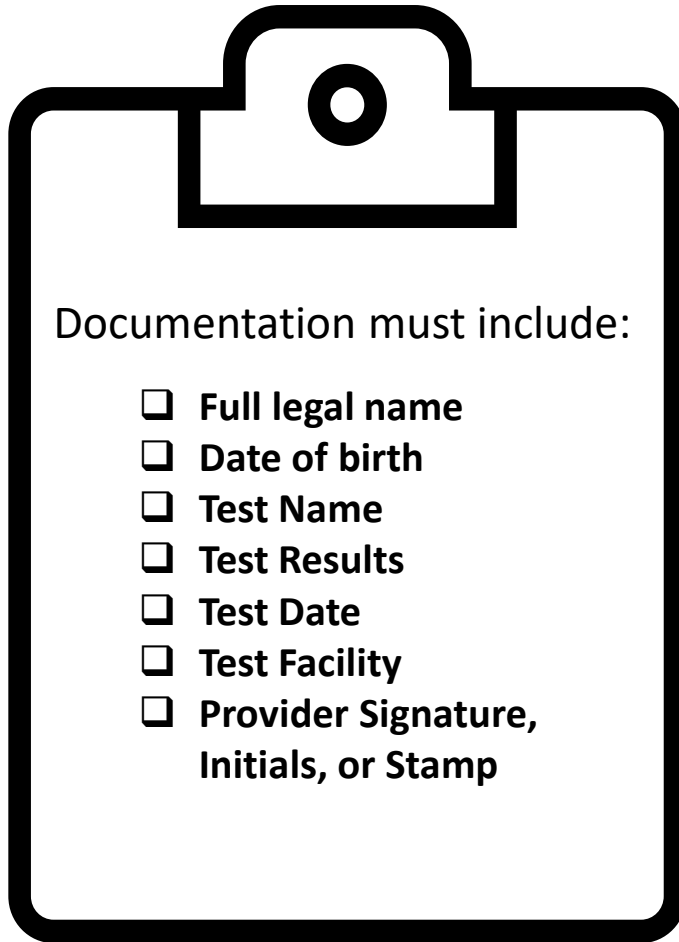 Documentation must include:
❑ Full legal name
❑ Date of birth
❑ Test Name
❑ Test Results
❑ Test Date
❑ Test Facility
❑ Provider Signature,
Initials, or Stamp